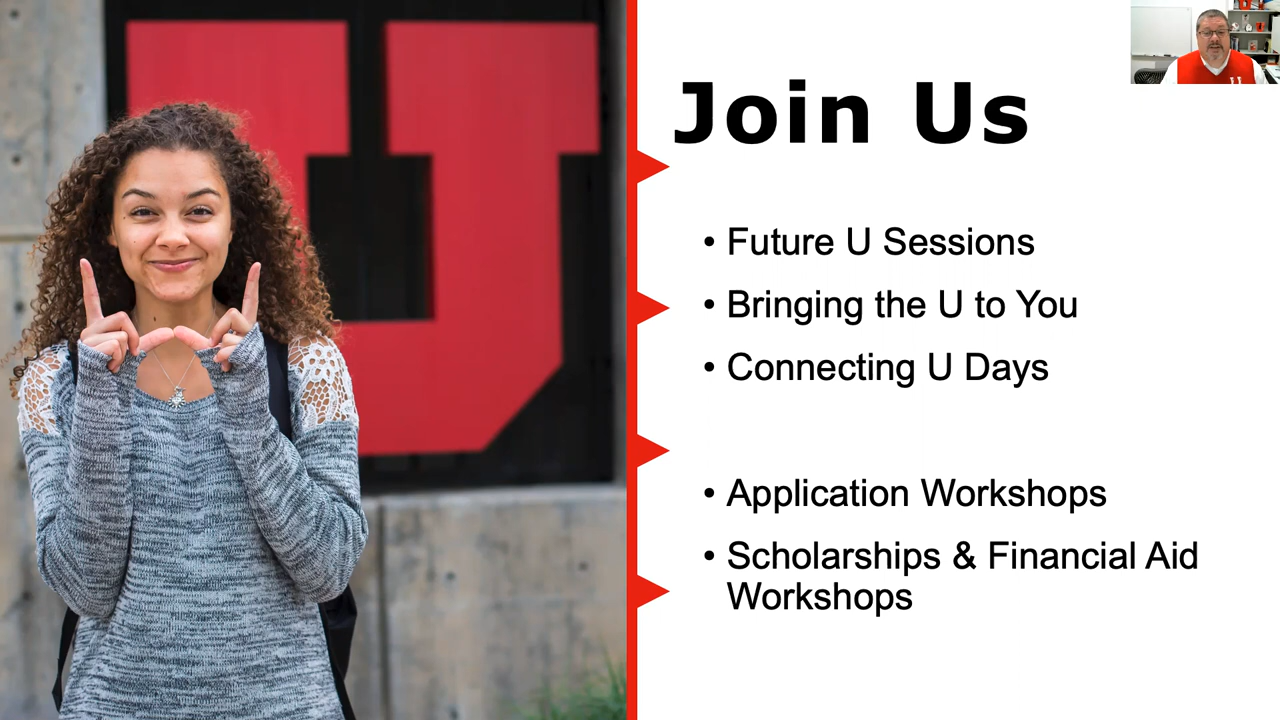 U
Join Us
• Future U Sessions
• Bringing the U to You
• Connecting U Days
• Application Workshops
• Scholarships & Financial Aid
Workshops
U